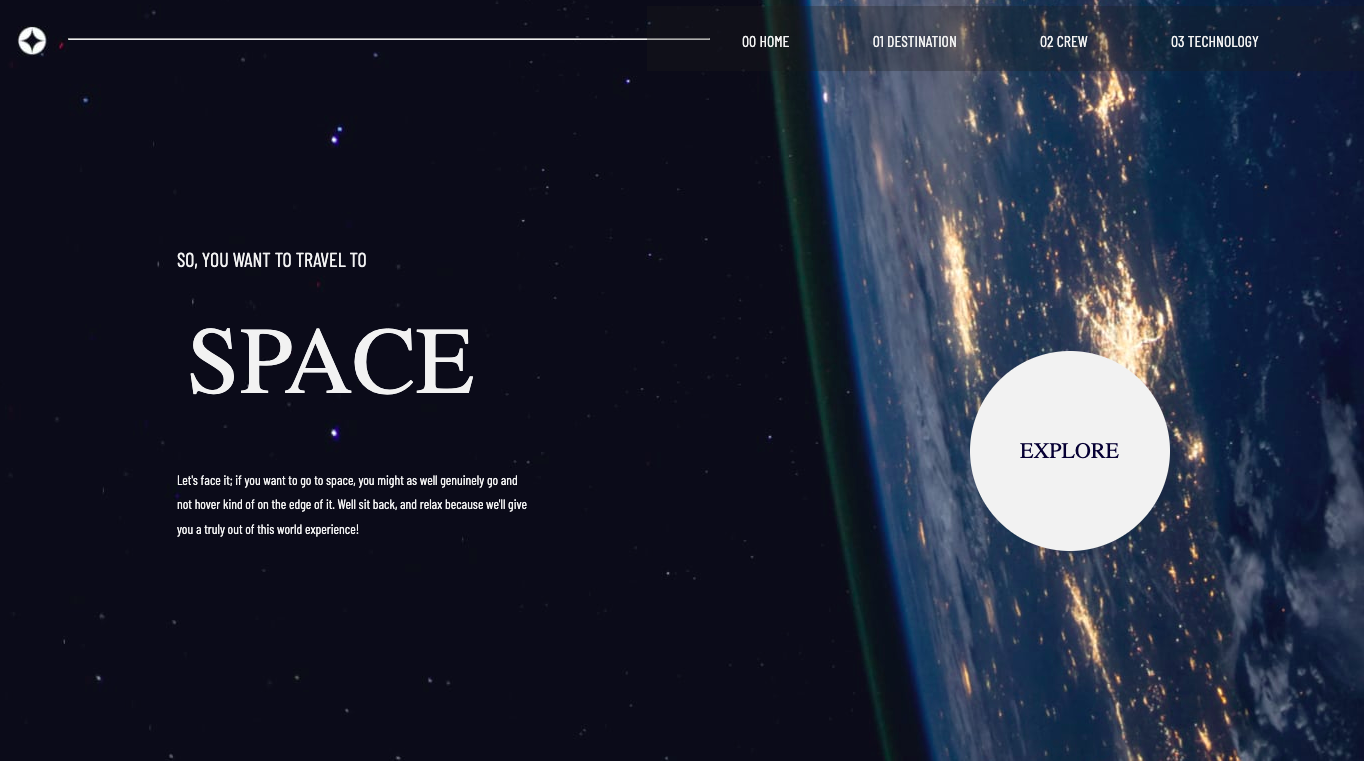 00 HOME 01 DESTINATION 02 CREW 03 TECHNOLOGY
SO, YOU WANT TO TRAVEL TO
SPACE
EXPLORE
Let's face it; if you want to go to space, you might as well genuinely go and
not hover kind of on the edge of it. Well sit back, and relax because we'll give
you a truly out of this world experience!